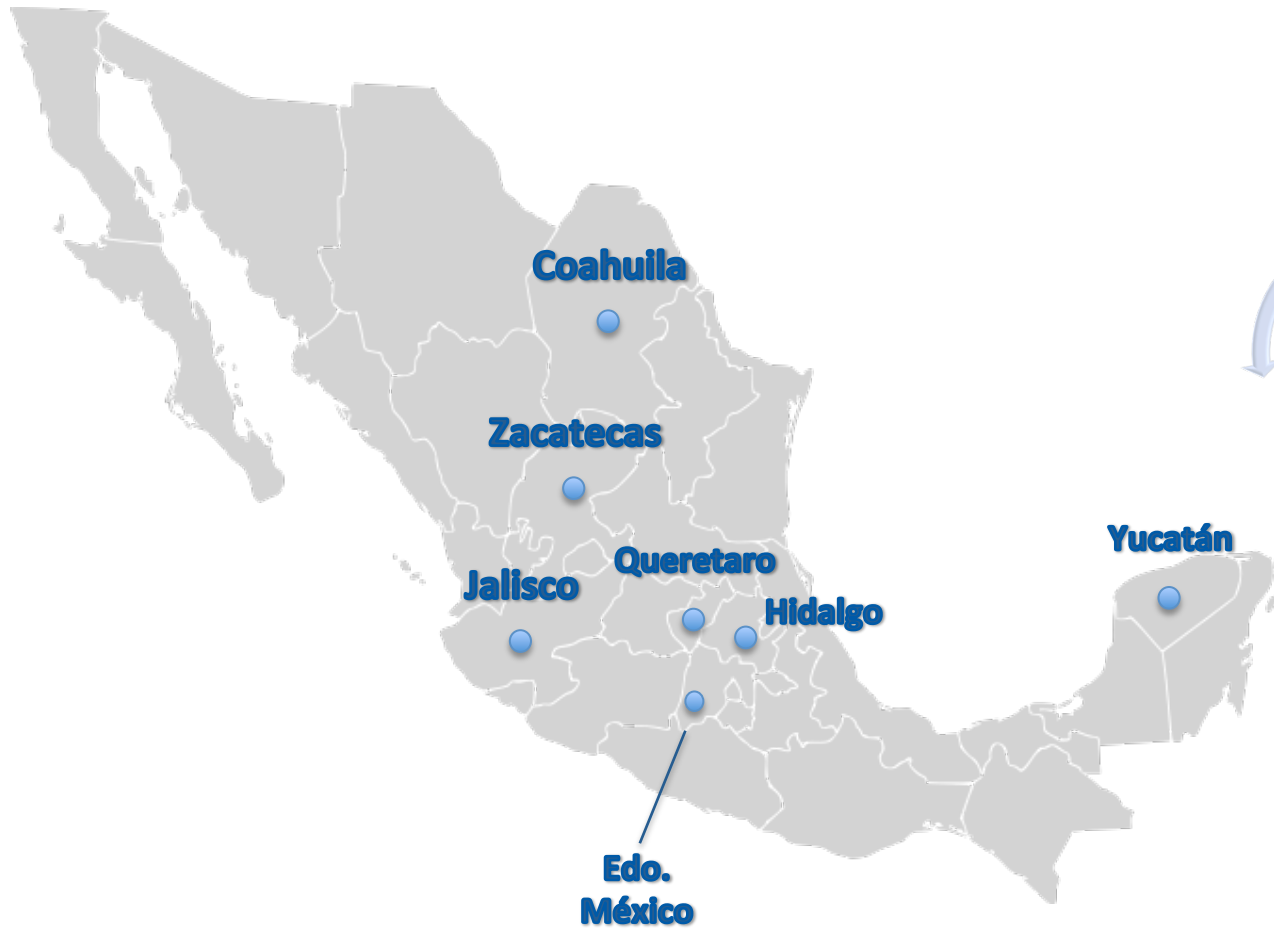 Coahuila
Zacatecas
Yucatán
Queretaro
Jalisco
Hidalgo
Edo.
México